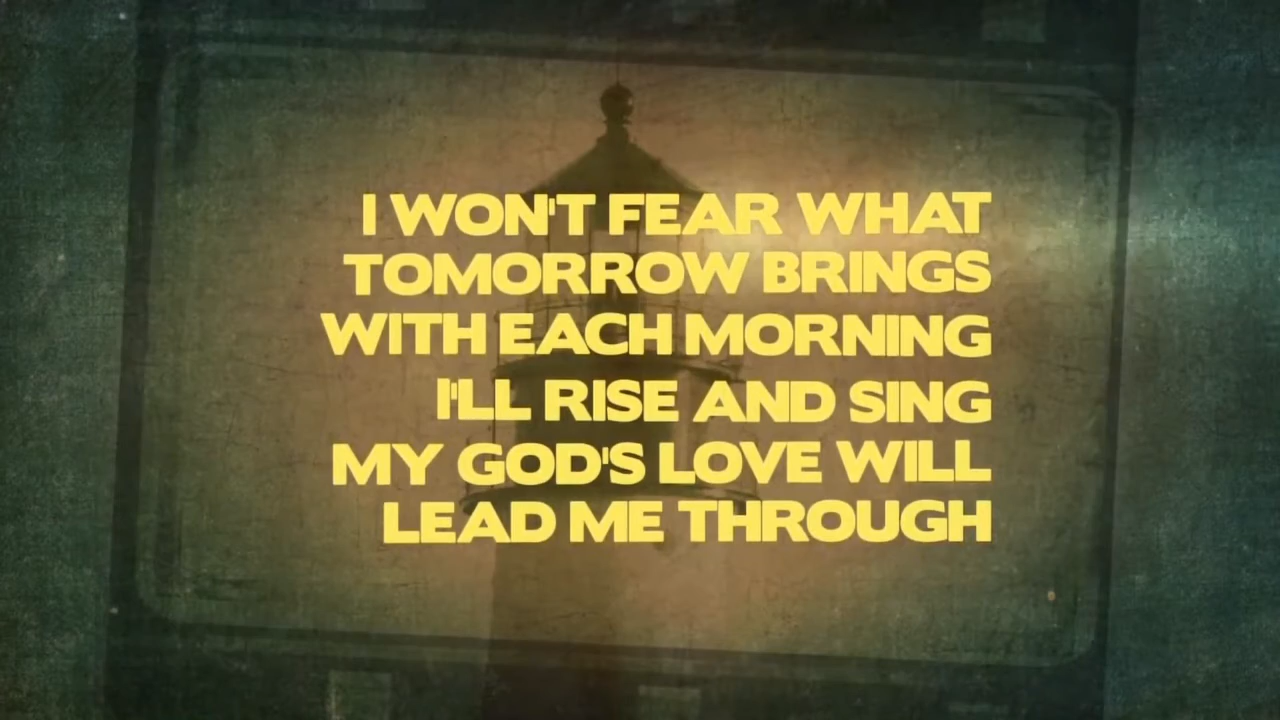 I WON'T FEAR WHAT
TOMORROW BRINGS
WITH EACH MORNING
I'LL RISE AND SING
MY GOD'S LOVE WILL
LEAD ME THROUGH